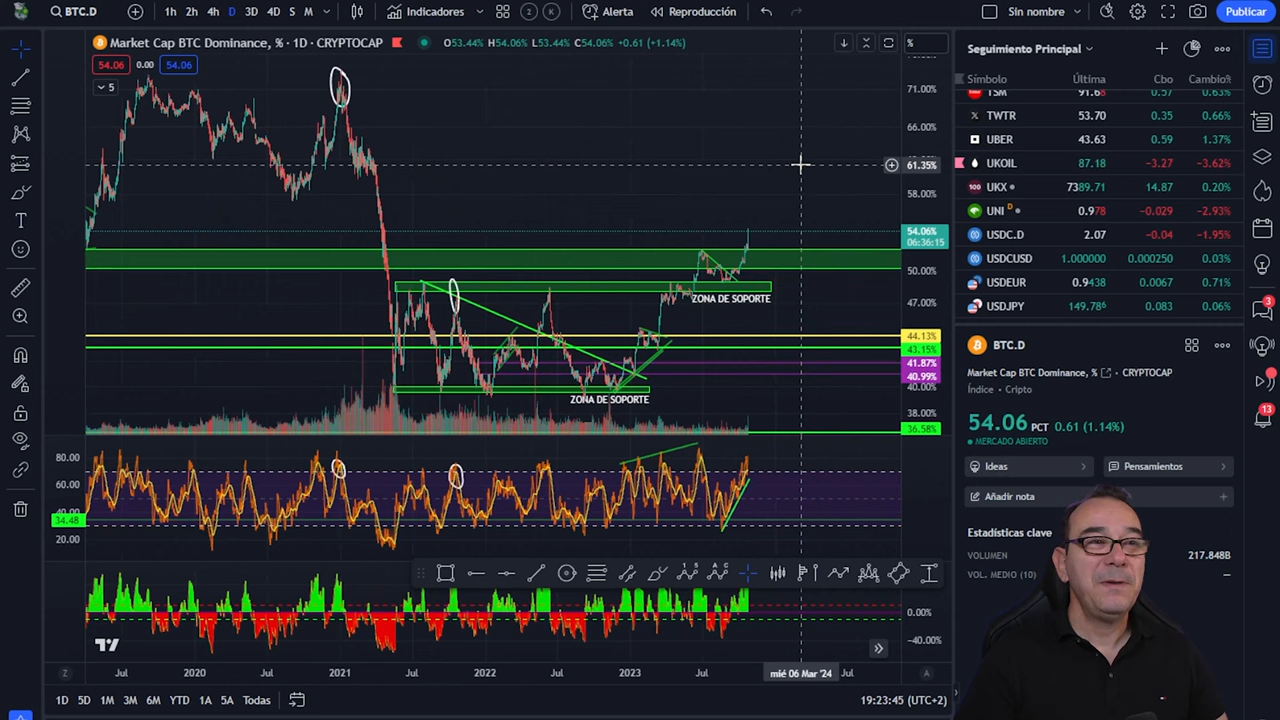 BTC.D
1h 2h 4h D 3D 4D S M
Indicadores
Z K
Alerta
Reproducción
Sin nombre
Publicar
Market Cap BTC Dominance, % · 1D · CRYPTOCAP
O53.44% H54.06% L53.44% C54.06% +0.61 (+1.14%)
%
54.06 0.00 54.06
5
71.00%
66.00%
61.35%
58.00%
54.06%
06:36:15
50.00%
47.00%
ZONA DE SOPORTE
44.13%
43.15%
41.87%
40.99%
40.00%
ZONA DE SOPORTE
38.00%
36.58%
80.00
60.00
40.00
34.48
20.00
0.00%
-40.00%
Z Jul 2020 Jul 2021 Jul 2022 Jul 2023 Jul mié 06 Mar '24 Jul A
1D 5D 1M 3M 6M YTD 1A 5A Todas
19:23:45 (UTC+2)
Seguimiento Principal
Símbolo Última Cbo Cambio%
TSM 91.68 0.57 0.63%
TWTR 53.70 0.35 0.66%
UBER 43.63 0.59 1.37%
UKOIL 87.18 -3.27 -3.62%
100 UKX 7389.71 14.87 0.20%
UNI D 0.978 -0.029 -2.93%
USDC.D 2.07 -0.04 -1.95%
USDCUSD 1.000000 0.000250 0.03%
USDEUR 0.9438 0.0067 0.71%
USDJPY 149.786 0.083 0.06%
BTC.D
Market Cap BTC Dominance, % · CRYPTOCAP
Índice · Cripto
54.06 PCT 0.61 (1.14%)
MERCADO ABIERTO
Ideas
Pensamientos
Añadir nota
Estadísticas clave
VOLUMEN 217.848B
VOL. MEDIO (10) —
3
13